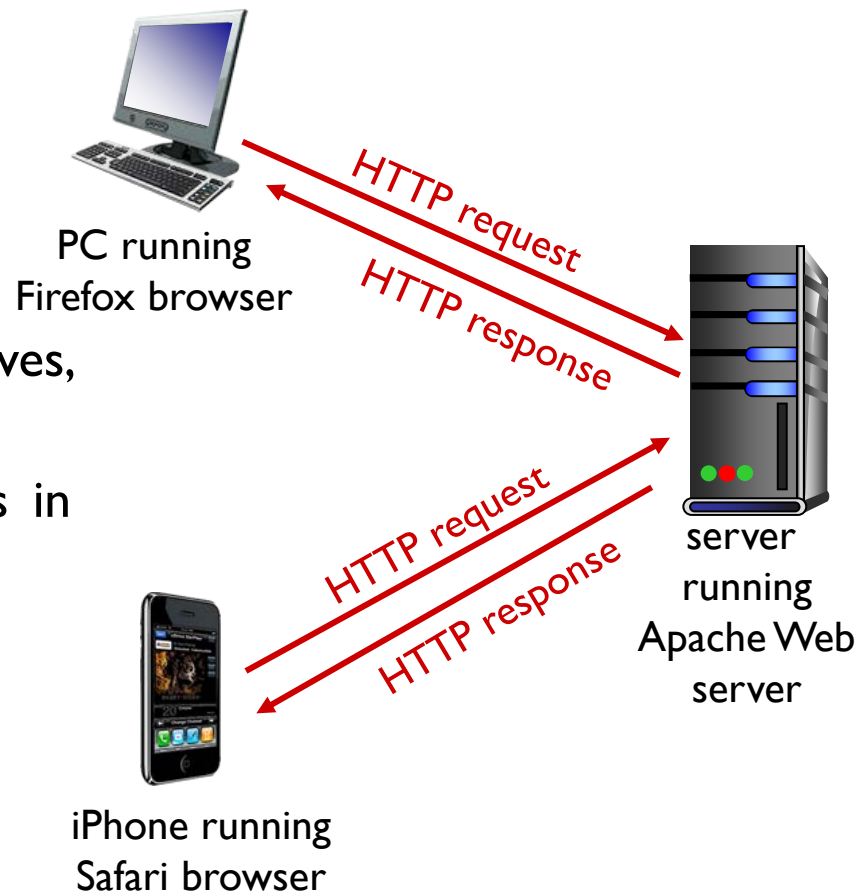 HTTP request
HTTP response
PC running
Firefox browser
ves,
s in
HTTP request
HTTP response
server
running
Apache Web
server
iPhone running
Safari browser